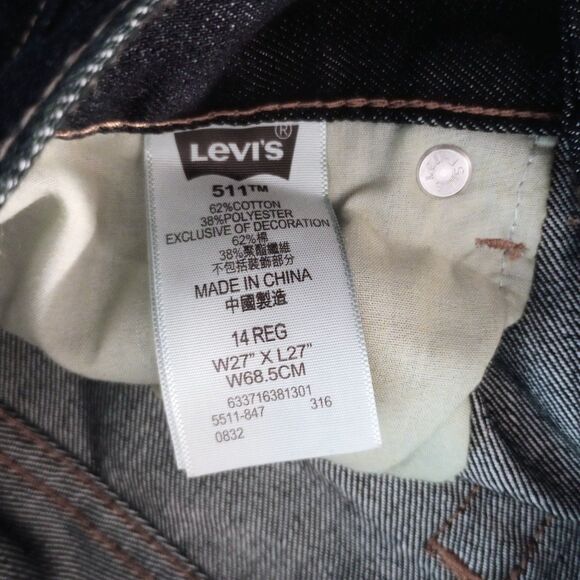 LEVI'S®
511™
62%COTTON
38%POLYESTER
EXCLUSIVE OF DECORATION
62%棉
38%聚酯纖維
不包括装飾部分
MADE IN CHINA
中國製造
14 REG
W27" X L27"
W68.5CM
633716381301
5511-847 316
0832